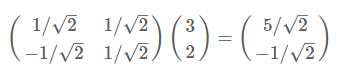 ( 1/√2 1/√2 ) ( 3 ) = ( 5/√2 )
( −1/√2 1/√2 ) ( 2 ) ( −1/√2 )